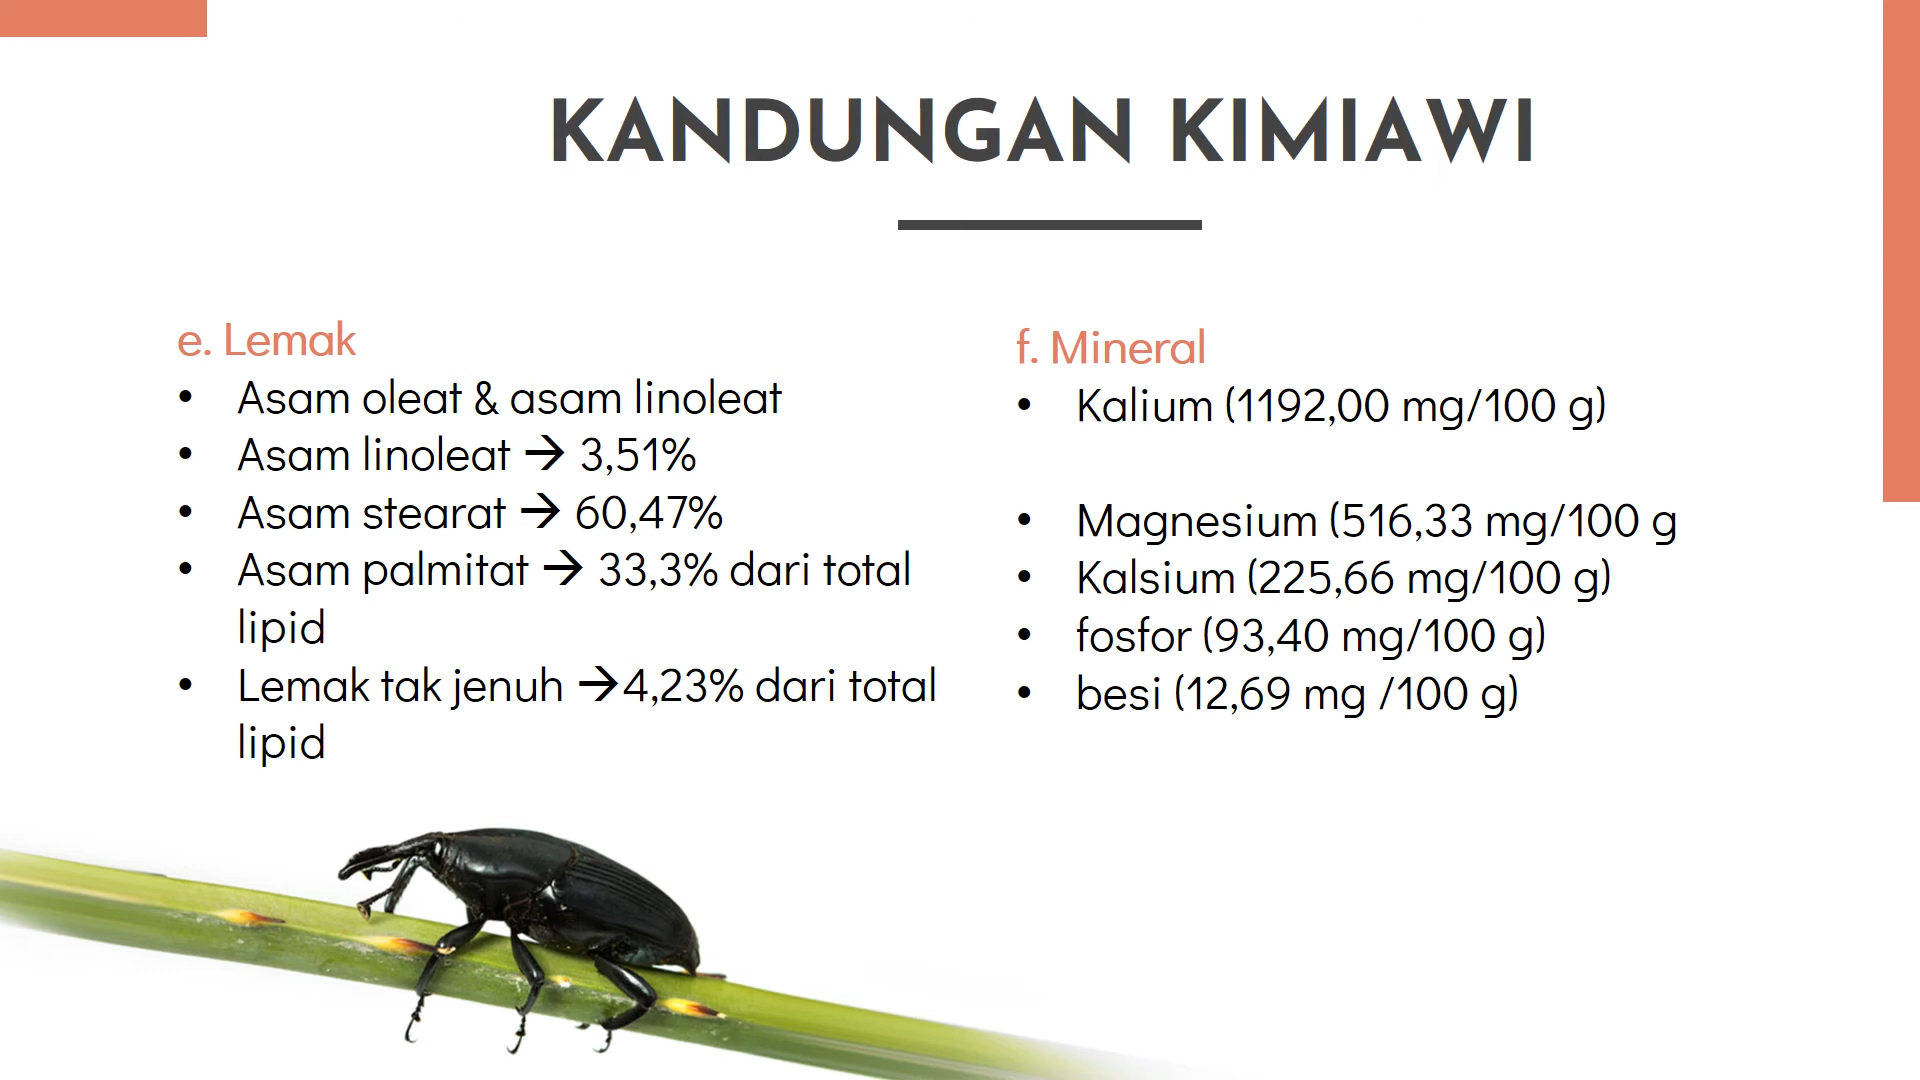 KANDUNGAN KIMIAWI
e. Lemak
• Asam oleat & asam linoleat
• Asam linoleat → 3,51%
• Asam stearat → 60,47%
• Asam palmitat → 33,3% dari total
lipid
• Lemak tak jenuh →4,23% dari total
lipid
f. Mineral
• Kalium (1192,00 mg/100 g)
• Magnesium (516,33 mg/100 g
• Kalsium (225,66 mg/100 g)
• fosfor (93,40 mg/100 g)
• besi (12,69 mg /100 g)